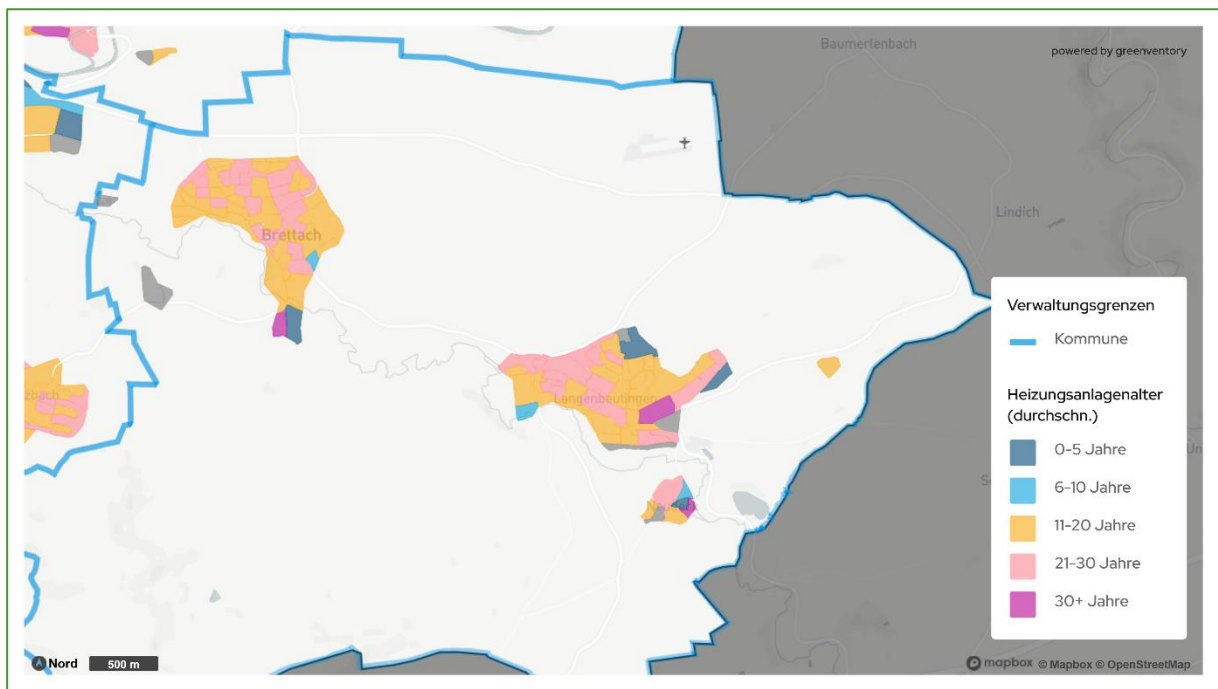 Baumertenbach
powered by greenventory
Lindich
Brettach
Langenbeutingen
Verwaltungsgrenzen
Kommune
Heizungsanlagenalter
(durchschn.)
0-5 Jahre
6-10 Jahre
11-20 Jahre
21-30 Jahre
30+ Jahre
Nord
500 m
mapbox © Mapbox © OpenStreetMap